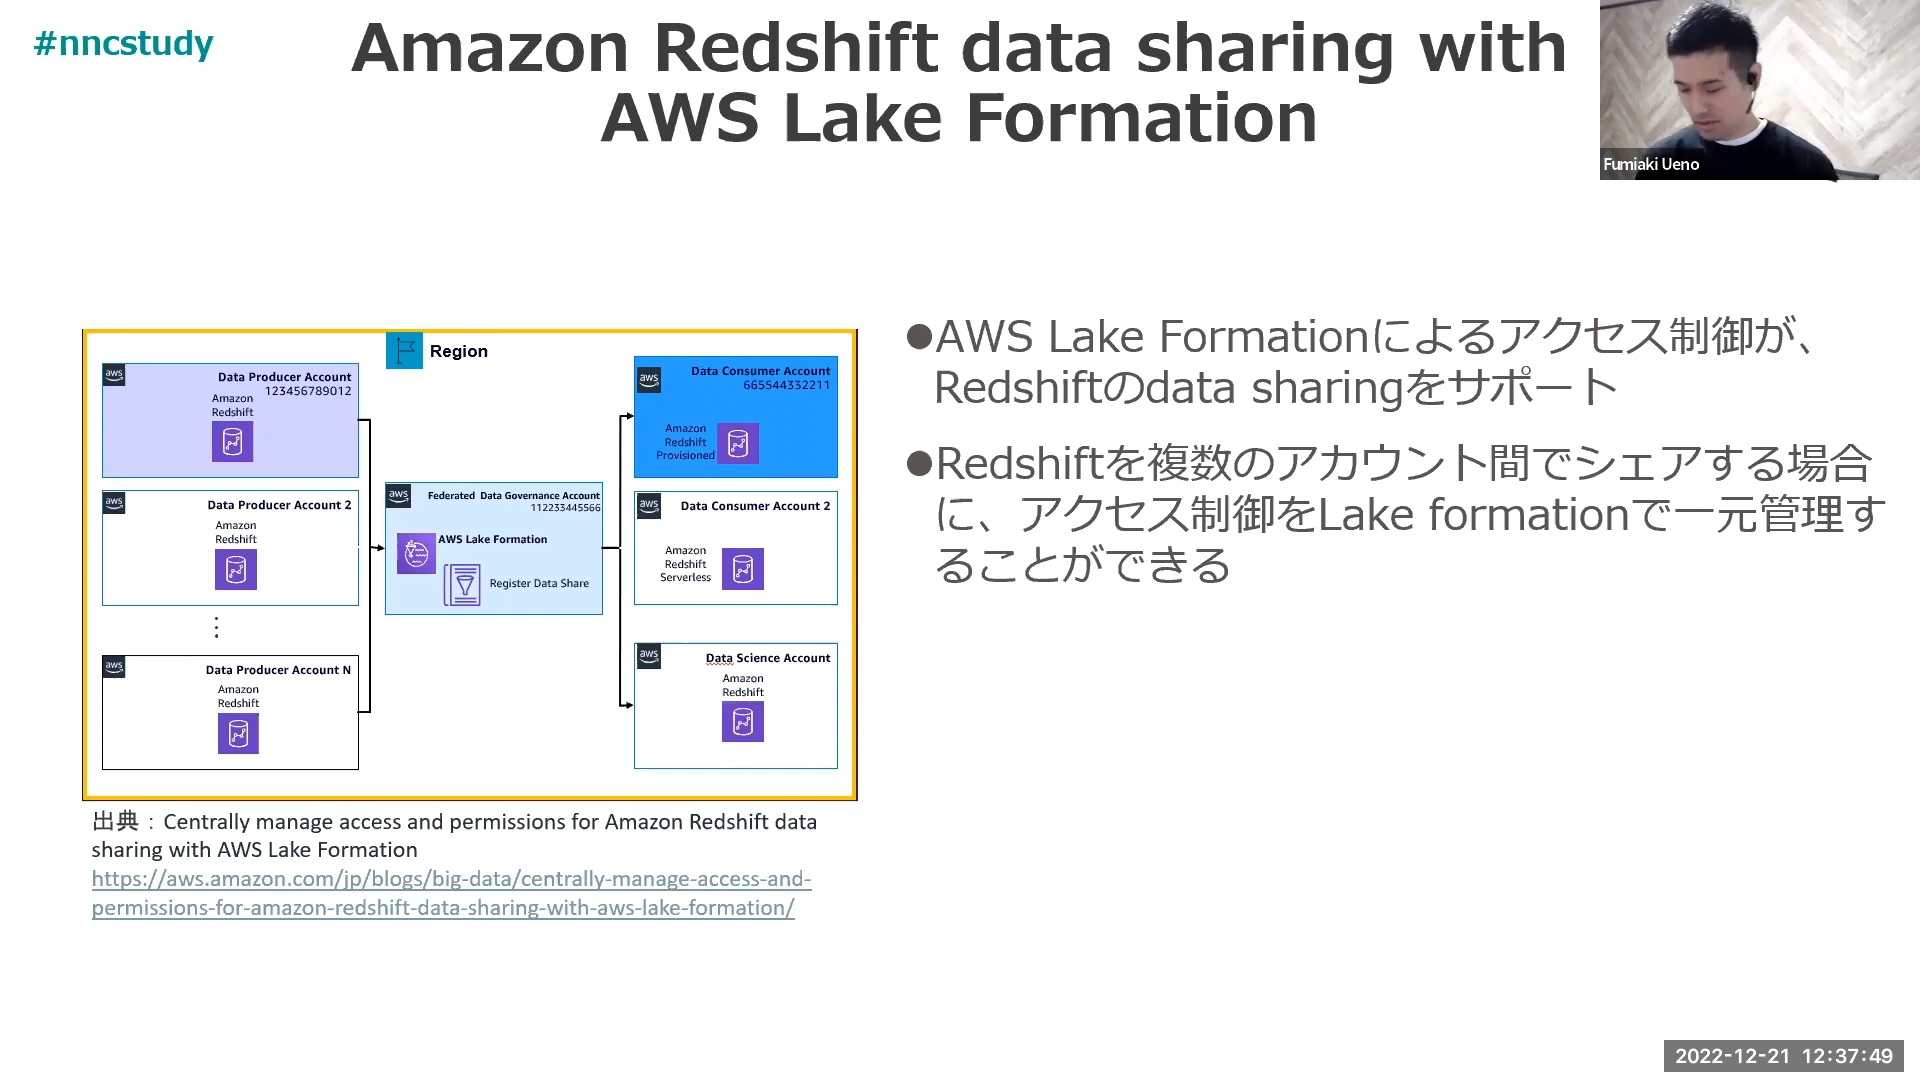 #nncstudy
Amazon Redshift data sharing with
AWS Lake Formation
Fumiaki Ueno
Region
aws
Data Producer Account
123456789012
Amazon
Redshift
aws
Data Producer Account 2
Amazon
Redshift
aws
Data Producer Account N
Amazon
Redshift
aws
Federated Data Governance Account
112233445566
AWS Lake Formation
Register Data Share
aws
Data Consumer Account
665544332211
Amazon
Redshift
Provisioned
aws
Data Consumer Account 2
Amazon
Redshift
Serverless
aws
Data Science Account
Amazon
Redshift
出典：Centrally manage access and permissions for Amazon Redshift data
sharing with AWS Lake Formation
https://aws.amazon.com/jp/blogs/big-data/centrally-manage-access-and-
permissions-for-amazon-redshift-data-sharing-with-aws-lake-formation/
●AWS Lake Formationによるアクセス制御が、
Redshiftのdata sharingをサポート
●Redshiftを複数のアカウント間でシェアする場合
に、アクセス制御をLake formationで一元管理す
ることができる
2022-12-21 12:37:49